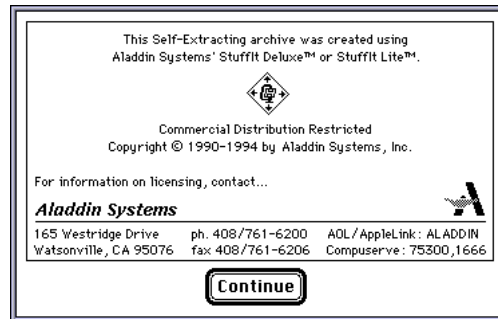 This Self-Extracting archive was created using
Aladdin Systems' StuffIt Deluxe™ or StuffIt Lite™.
Commercial Distribution Restricted
Copyright © 1990-1994 by Aladdin Systems, Inc.
For information on licensing, contact...
Aladdin Systems
165 Westridge Drive ph. 408/761-6200 AOL/AppleLink: ALADDIN
Watsonville, CA 95076 fax 408/761-6206 Compuserve: 75300,1666
Continue